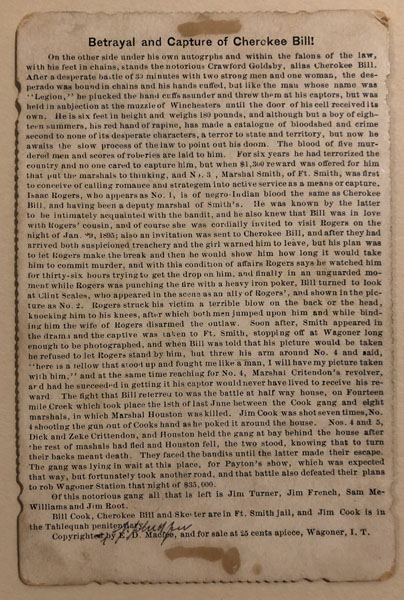 Betrayal and Capture of Cherokee Bill!
On the other side under his own autogrphs and within the falons of the law,
with his feet in chains, stands the notorious Crawford Goldsby, alias Cherokee Bill.
After a desperate battle of 35 minutes with two strong men and one woman, the des-
perado was bound in chains and his hands cuffed, but like the man whose name was
"Legion," he plucked the hand cuffs asunder and threw them at his captors, but was
held in subjection at the muzzle of Winchesters until the door of his cell received its
own. He is six feet in height and weighs 180 pounds, and although but a boy of eigh-
teen summers, his red hand of rapine, has made a catalogue of bloodshed and crime
second to none of its desperate characters, a terror to state and territory, but now he
awaits the slow process of the law to point out his doom. The blood of five mur-
dered men and scores of roberies are laid to him. For six years he had terrorized the
country and no one cared to capture him, but when $1,300 reward was offered for him
that put the marshals to thinking, and No. 3, Marshal Smith, of Ft. Smith, was first
to conceive of calling romance and strategem into active service as a means of capture.
Isaac Rogers, who appears as No. 1, is of negro-Indian blood the same as Cherokee
Bill, and having been a deputy marshal of Smith's. He was known by the latter
to be intimately acquainted with the bandit, and he also knew that Bill was in love
with Rogers' cousin, and of course she was cordially invited to visit Rogers on the
night of Jan. 29, 1895; also an invitation was sent to Cherokee Bill, and after they had
arrived both suspicioned treachery and the girl warned him to leave, but his plan was
to let Rogers make the break and then he would show him how long it would take
him to commit murder, and with this condition of affairs Rogers says he watched him
for thirty-six hours trying to get the drop on him, and finally in an unguarded mo-
ment while Rogers was punching the fire with a heavy iron poker, Bill turned to look
at Clint Scales, who appeared in the scene as an ally of Rogers', and shown in the pic-
ture as No. 2. Rogers struck his victim a terrible blow on the back or the head,
knocking him to his knees, after which both men jumped upon him and while bind-
ing him the wife of Rogers disarmed the outlaw. Soon after, Smith appeared in
the drama and the captive was taken to Ft. Smith, stopping off at Wagoner long
enough to be photographed, and when Bill was told that his picture would be taken
he refused to let Rogers stand by him, but threw his arm around No. 4 and said,
"here is a fellow that stood up and fought me like a man, I will have my picture taken
with him," and at the same time reaching for No. 4, Marshal Critendon's revolver,
and had he succeeded in getting it his captor would never have lived to receive his re-
ward. The fight that Bill referred to was the battle at half way house, on Fourteen
mile Creek which took place the 18th of last June between the Cook gang and eight
marshals, in which Marshal Houston was killed. Jim Cook was shot seven times, No.
4 shooting the gun out of Cooks hand as he poked it around the house. Nos. 4 and 5,
Dick and Zeke Crittendon, and Houston held the gang at bay behind the house after
the rest of mashals had fled and Houston fell, the two stood, knowing that to turn
their backs meant death. They faced the bandits until the latter made their escape.
The gang was lying in wait at this place, for Payton's show, which was expected
that way, but fortunately took another road, and that battle also defeated their plans
to rob Wagoner Station that night of $35,000.
Of this notorious gang all that is left is Jim Turner, Jim French, Sam Mc-
Williams and Jim Root.
Bill Cook, Cherokee Bill and Skeeter are in Ft. Smith jail, and Jim Cook is in
the Tahlequah penitentiary.
Copyrighted by E. D. Macfee, and for sale at 25 cents apiece, Wagoner, I. T.